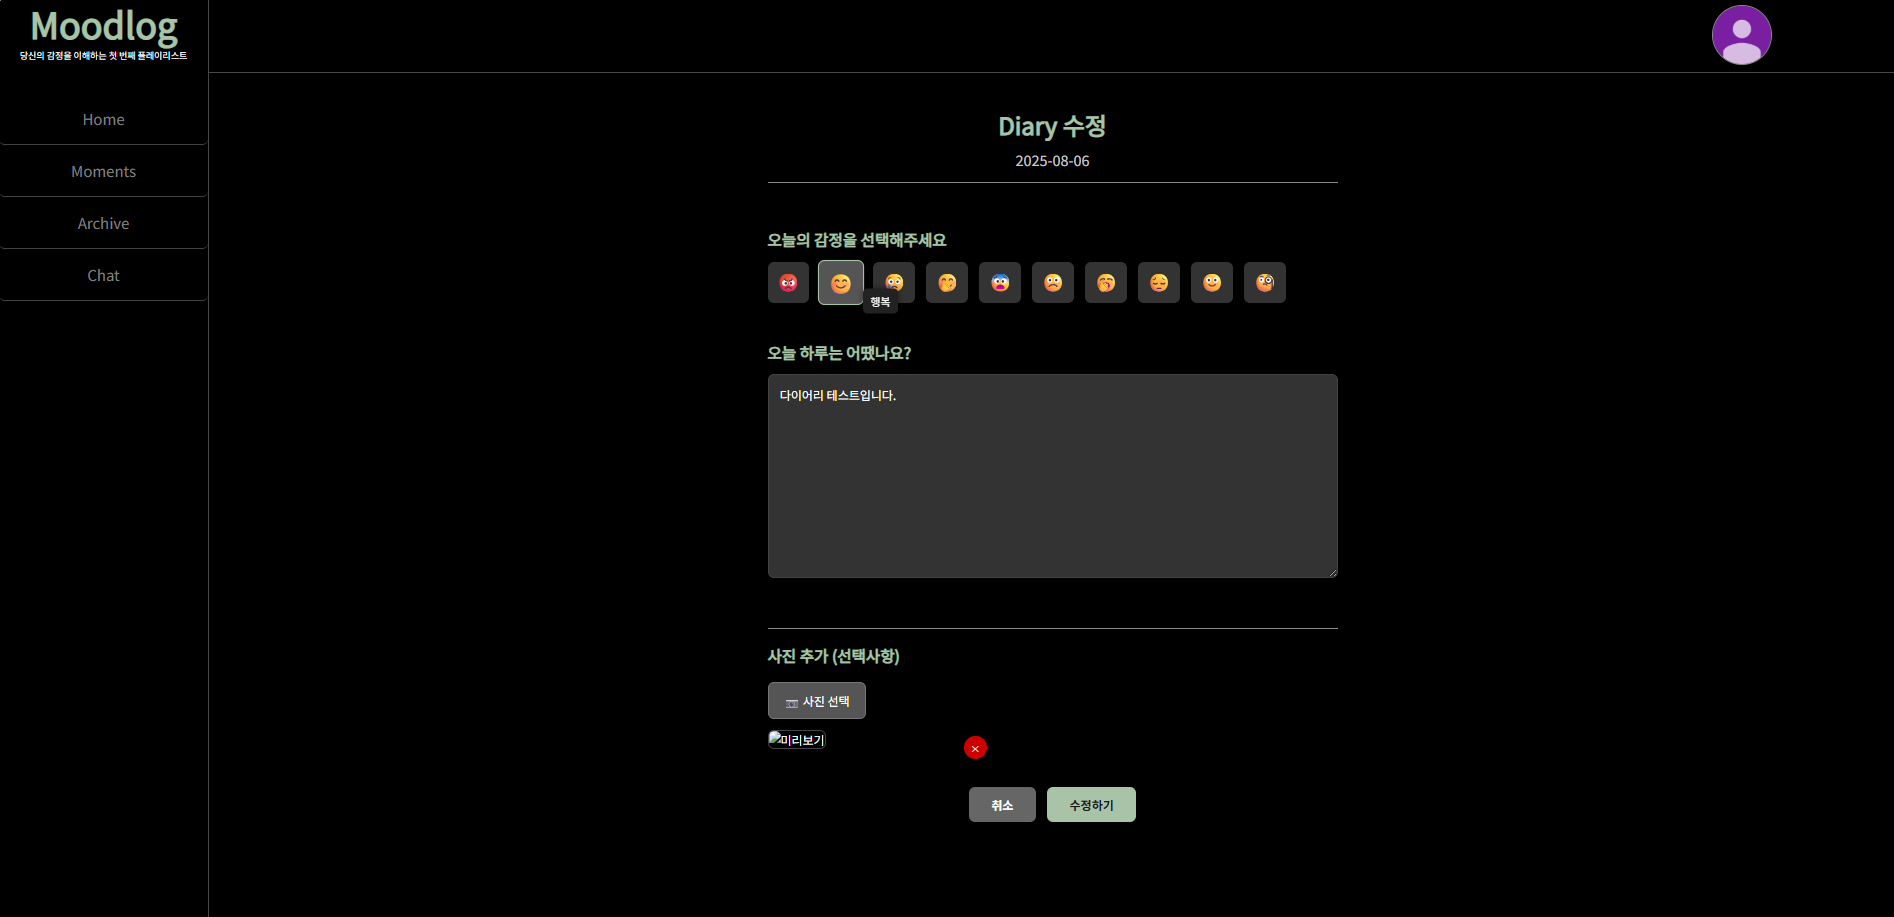 Moodlog
당신의 감정을 이해하는 첫 번째 플레이리스트
Home
Moments
Archive
Chat
Diary 수정
2025-08-06
오늘의 감정을 선택해주세요
행복
오늘 하루는 어땠나요?
다이어리 테스트입니다.
사진 추가 (선택사항)
사진 선택
미리보기
×
취소
수정하기